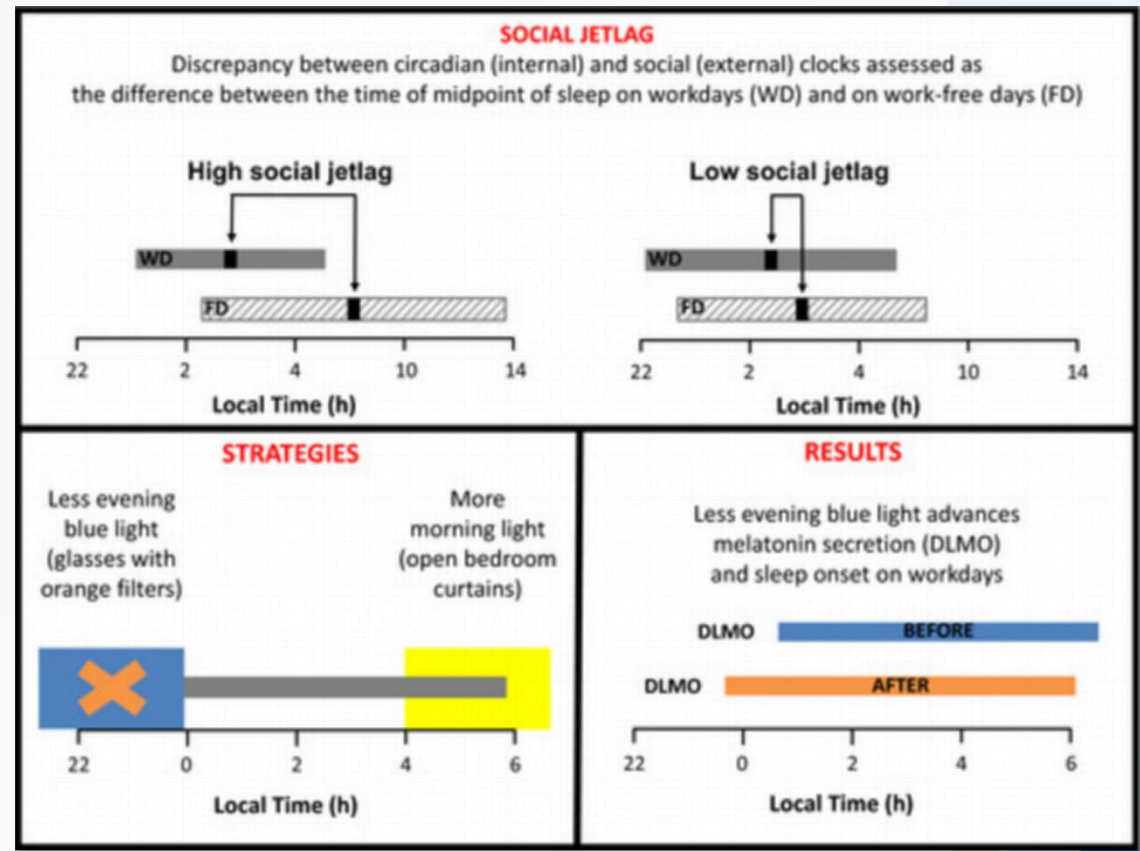 SOCIAL JETLAG
Discrepancy between circadian (internal) and social (external) clocks assessed as
the difference between the time of midpoint of sleep on workdays (WD) and on work-free days (FD)
High social jetlag
WD
FD
22 2 4 10 14
Local Time (h)
Low social jetlag
WD
FD
22 2 4 10 14
Local Time (h)
STRATEGIES
Less evening
blue light
(glasses with
orange filters)
More
morning light
(open bedroom
curtains)
22 0 2 4 6
Local Time (h)
RESULTS
Less evening blue light advances
melatonin secretion (DLMO)
and sleep onset on workdays
DLMO BEFORE
DLMO AFTER
22 0 2 4 6
Local Time (h)